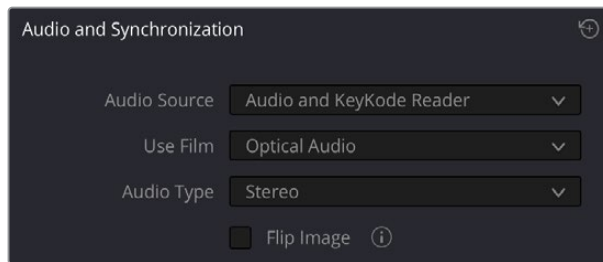 Audio and Synchronization
Audio Source Audio and KeyKode Reader
Use Film Optical Audio
Audio Type Stereo
Flip Image